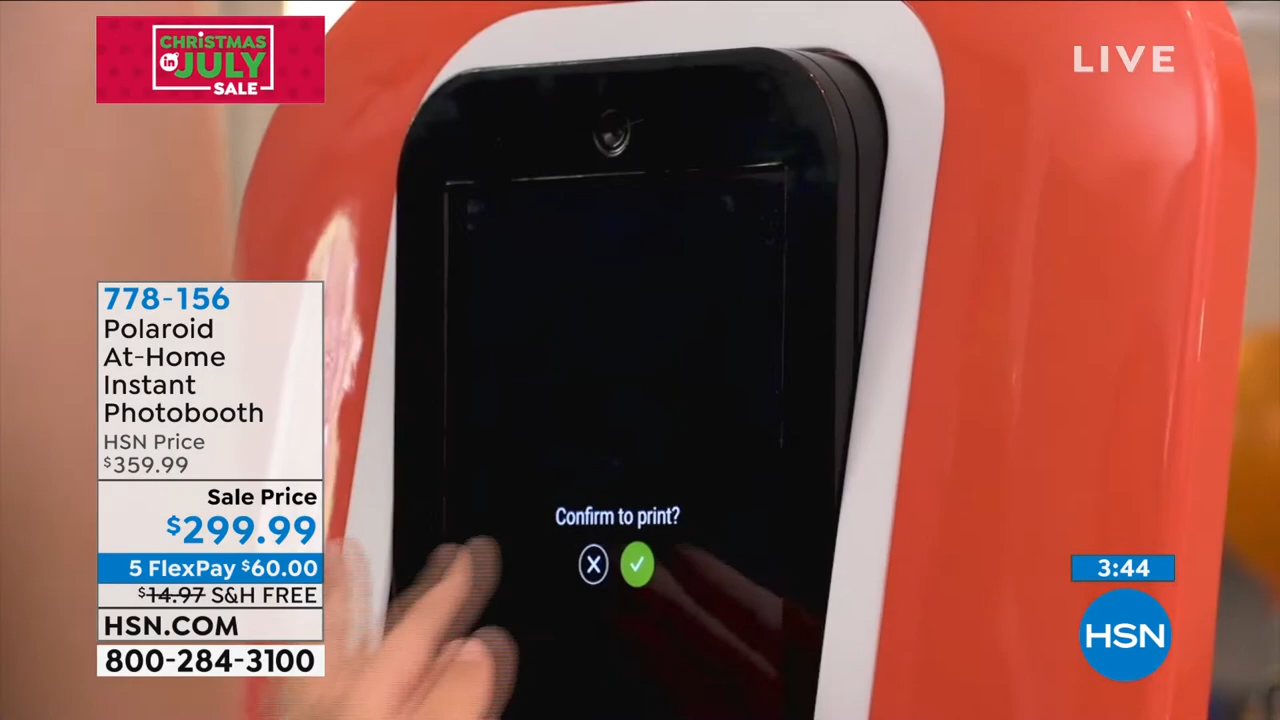 CHRISTMAS
in JULY
SALE
LIVE
778-156
Polaroid
At-Home
Instant
Photobooth
HSN Price
$359.99
Sale Price
$299.99
5 FlexPay $60.00
$14.97 S&H FREE
HSN.COM
800-284-3100
Confirm to print?
3:44
HSN